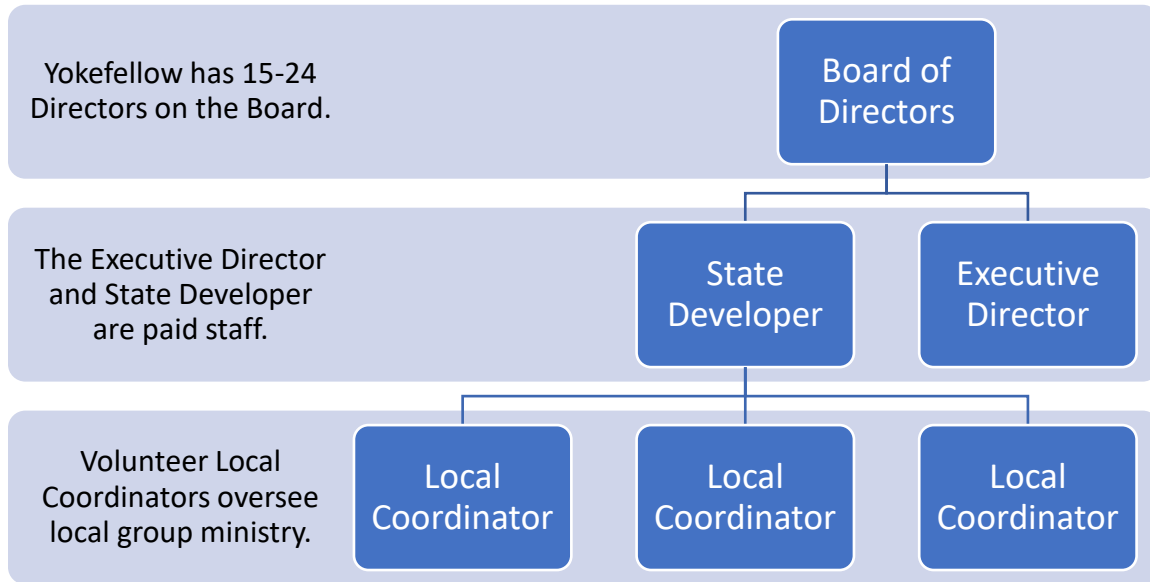 Yokefellow has 15-24
Directors on the Board.
Board of
Directors
The Executive Director
and State Developer
are paid staff.
State
Developer
Executive
Director
Volunteer Local
Coordinators oversee
local group ministry.
Local
Coordinator
Local
Coordinator
Local
Coordinator